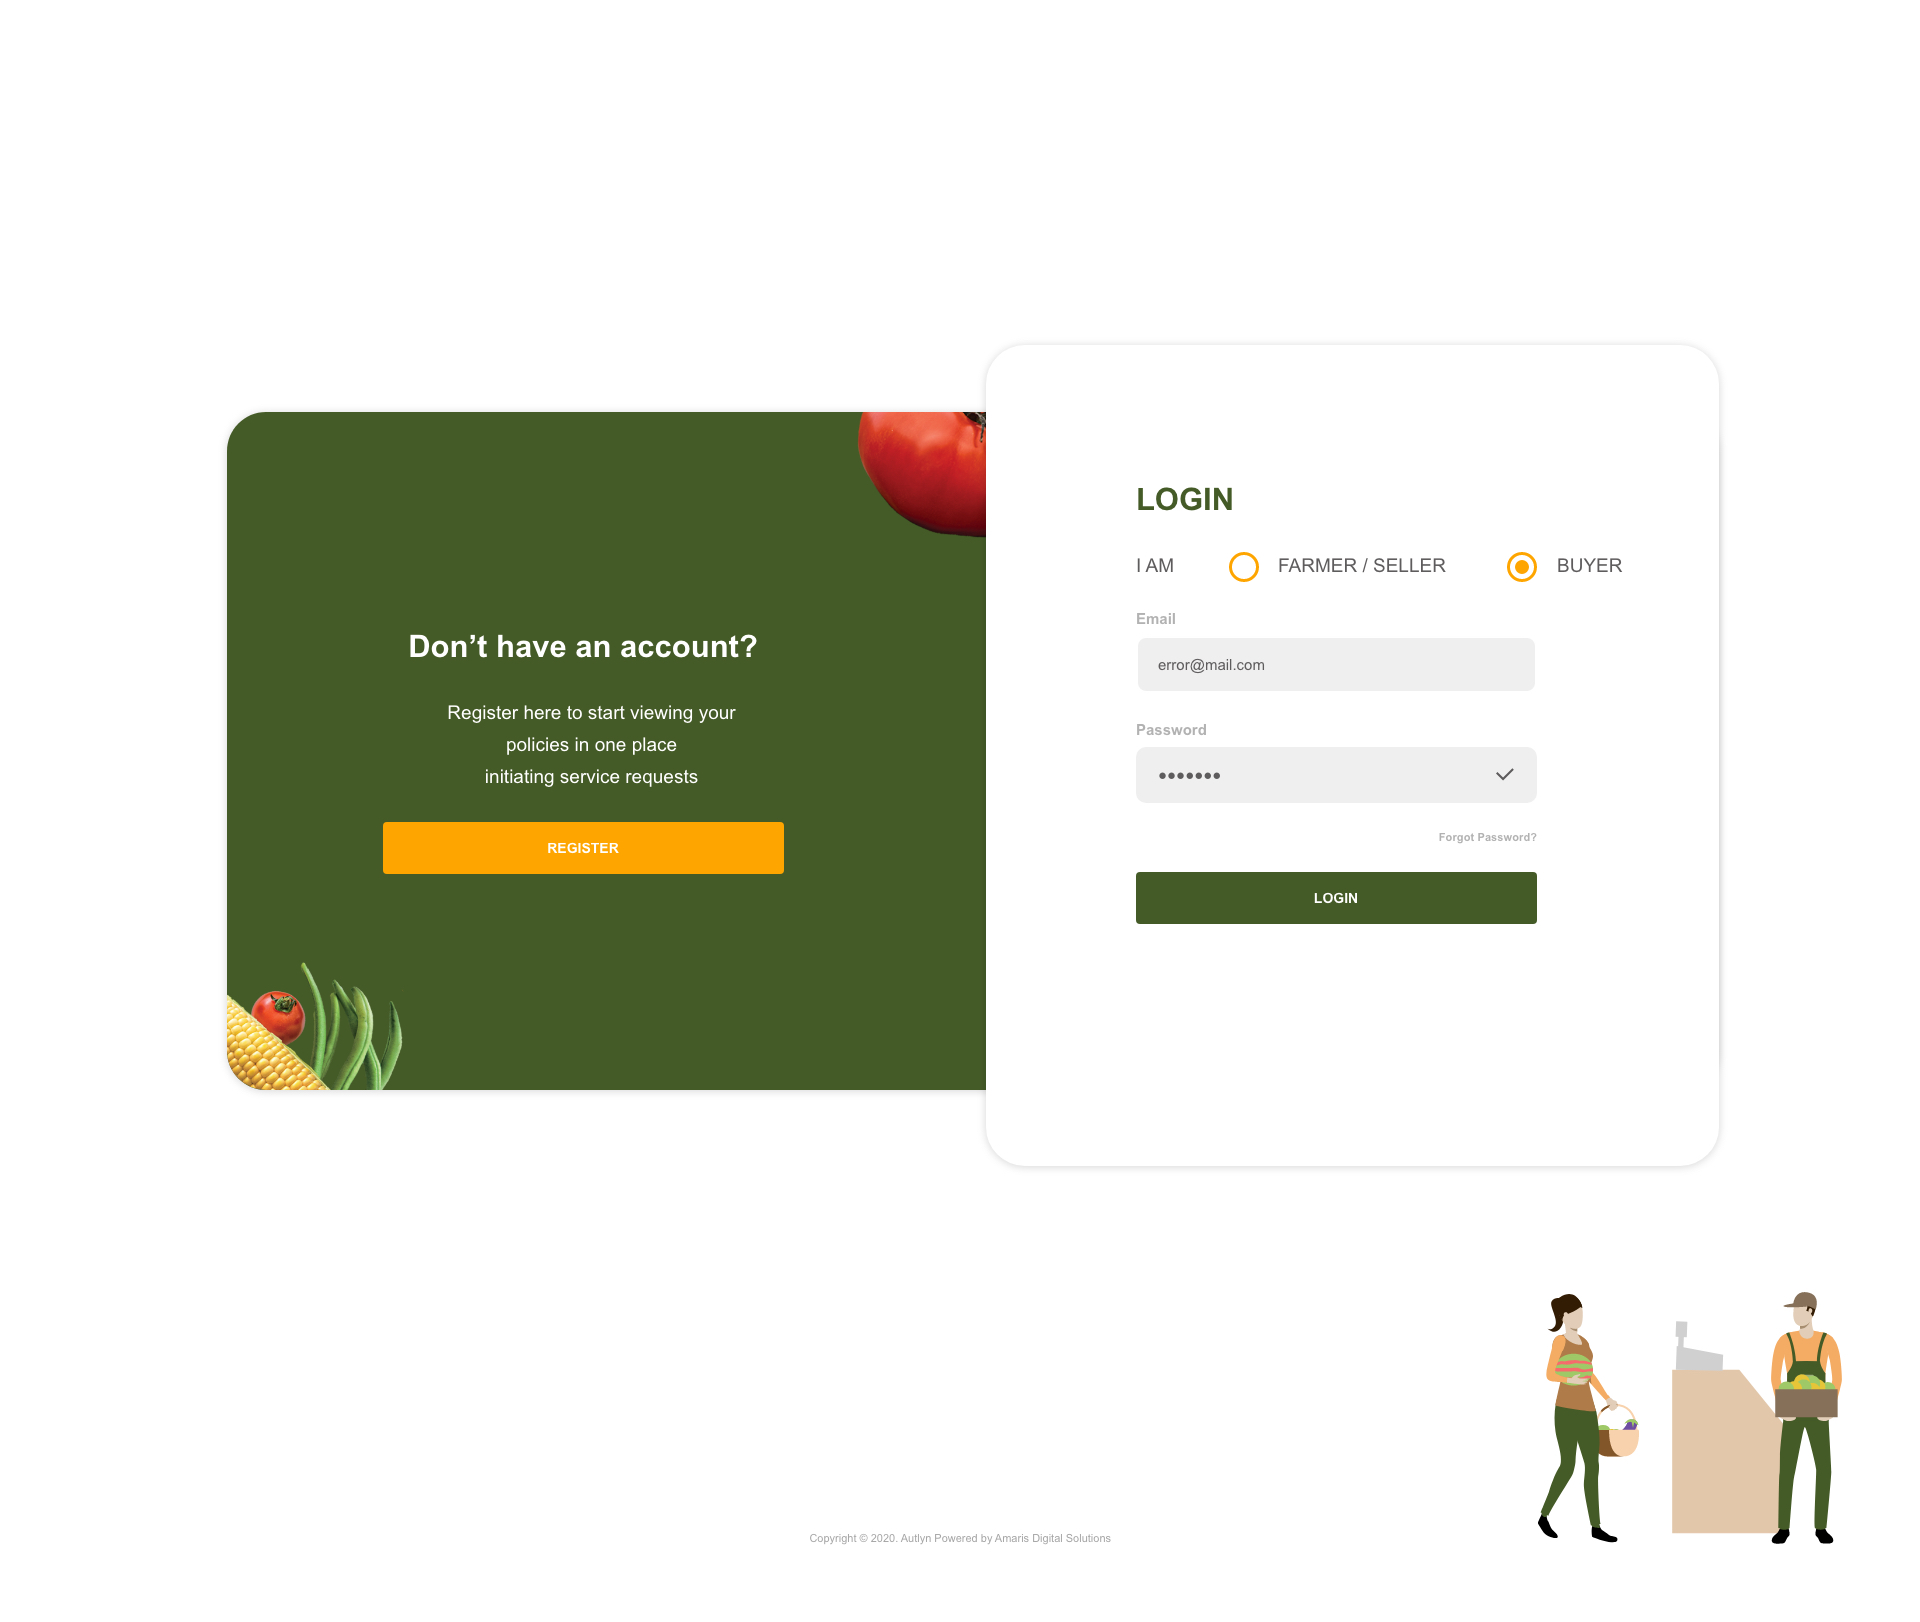 Don’t have an account?
Register here to start viewing your
policies in one place
initiating service requests
REGISTER
LOGIN
I AM
FARMER / SELLER
BUYER
Email
error@mail.com
Password
•••••••
Forgot Password?
LOGIN
Copyright © 2020. Autlyn Powered by Amaris Digital Solutions